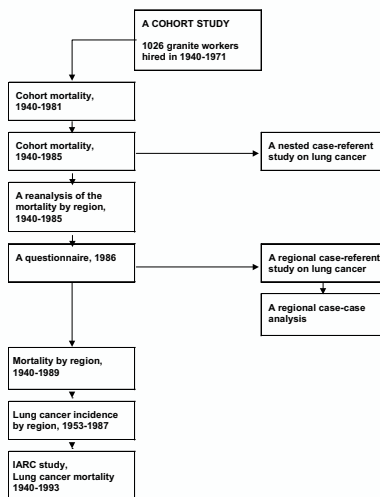 A COHORT STUDY
1026 granite workers
hired in 1940-1971
Cohort mortality,
1940-1981
Cohort mortality,
1940-1985
A nested case-referent
study on lung cancer
A reanalysis of the
mortality by region,
1940-1985
A questionnaire, 1986
A regional case-referent
study on lung cancer
A regional case-case
analysis
Mortality by region,
1940-1989
Lung cancer incidence
by region, 1953-1987
IARC study,
Lung cancer mortality
1940-1993